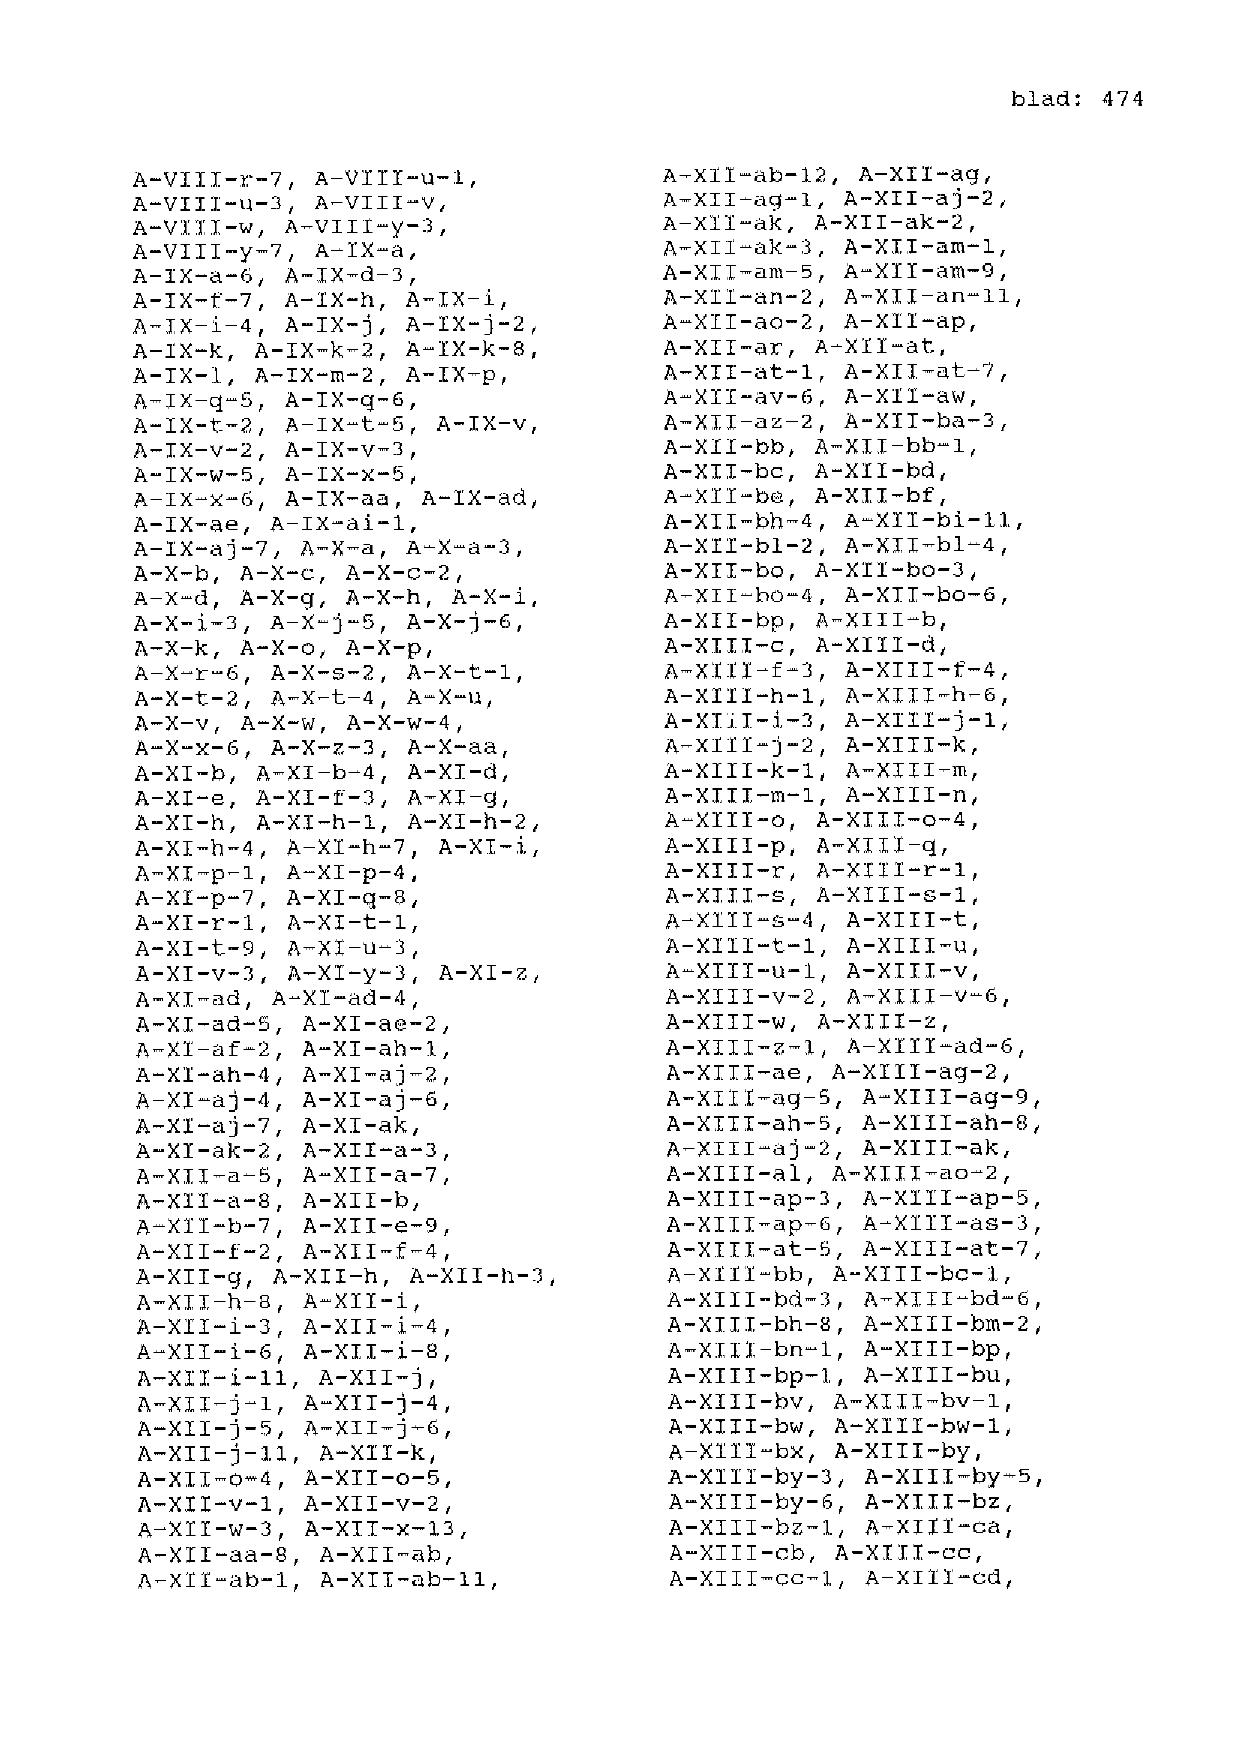 blad: 474
A-VIII-r-7, A-VIII-u-1,
A-VIII-u-3, A-VIII-v,
A-VIII-w, A-VIII-y-3,
A-VIII-y-7, A-IX-a,
A-IX-a-6, A-IX-d-3,
A-IX-f-7, A-IX-h, A-IX-i,
A-IX-i-4, A-IX-j, A-IX-j-2,
A-IX-k, A-IX-k-2, A-IX-k-8,
A-IX-l, A-IX-m-2, A-IX-p,
A-IX-q-5, A-IX-q-6,
A-IX-t-2, A-IX-t-5, A-IX-v,
A-IX-v-2, A-IX-v-3,
A-IX-w-5, A-IX-x-5,
A-IX-x-6, A-IX-aa, A-IX-ad,
A-IX-ae, A-IX-ai-1,
A-IX-aj-7, A-X-a, A-X-a-3,
A-X-b, A-X-c, A-X-c-2,
A-X-d, A-X-g, A-X-h, A-X-i,
A-X-i-3, A-X-j-5, A-X-j-6,
A-X-k, A-X-o, A-X-p,
A-X-r-6, A-X-s-2, A-X-t-1,
A-X-t-2, A-X-t-4, A-X-u,
A-X-v, A-X-w, A-X-w-4,
A-X-x-6, A-X-z-3, A-X-aa,
A-XI-b, A-XI-b-4, A-XI-d,
A-XI-e, A-XI-f-3, A-XI-g,
A-XI-h, A-XI-h-1, A-XI-h-2,
A-XI-h-4, A-XI-h-7, A-XI-i,
A-XI-p-1, A-XI-p-4,
A-XI-p-7, A-XI-q-8,
A-XI-r-1, A-XI-t-1,
A-XI-t-9, A-XI-u-3,
A-XI-v-3, A-XI-y-3, A-XI-z,
A-XI-ad, A-XI-ad-4,
A-XI-ad-5, A-XI-ae-2,
A-XI-af-2, A-XI-ah-1,
A-XI-ah-4, A-XI-aj-2,
A-XI-aj-4, A-XI-aj-6,
A-XI-aj-7, A-XI-ak,
A-XI-ak-2, A-XII-a-3,
A-XII-a-5, A-XII-a-7,
A-XII-a-8, A-XII-b,
A-XII-b-7, A-XII-e-9,
A-XII-f-2, A-XII-f-4,
A-XII-g, A-XII-h, A-XII-h-3,
A-XII-h-8, A-XII-i,
A-XII-i-3, A-XII-i-4,
A-XII-i-6, A-XII-i-8,
A-XII-i-11, A-XII-j,
A-XII-j-1, A-XII-j-4,
A-XII-j-5, A-XII-j-6,
A-XII-j-11, A-XII-k,
A-XII-o-4, A-XII-o-5,
A-XII-v-1, A-XII-v-2,
A-XII-w-3, A-XII-x-13,
A-XII-aa-8, A-XII-ab,
A-XII-ab-1, A-XII-ab-11,
A-XII-ab-12, A-XII-ag,
A-XII-ag-1, A-XII-aj-2,
A-XII-ak, A-XII-ak-2,
A-XII-ak-3, A-XII-am-1,
A-XII-am-5, A-XII-am-9,
A-XII-an-2, A-XII-an-11,
A-XII-ao-2, A-XII-ap,
A-XII-ar, A-XII-at,
A-XII-at-1, A-XII-at-7,
A-XII-av-6, A-XII-aw,
A-XII-az-2, A-XII-ba-3,
A-XII-bb, A-XII-bb-1,
A-XII-bc, A-XII-bd,
A-XII-be, A-XII-bf,
A-XII-bh-4, A-XII-bi-11,
A-XII-bl-2, A-XII-bl-4,
A-XII-bo, A-XII-bo-3,
A-XII-bo-4, A-XII-bo-6,
A-XII-bp, A-XIII-b,
A-XIII-c, A-XIII-d,
A-XIII-f-3, A-XIII-f-4,
A-XIII-h-1, A-XIII-h-6,
A-XIII-i-3, A-XIII-j-1,
A-XIII-j-2, A-XIII-k,
A-XIII-k-1, A-XIII-m,
A-XIII-m-1, A-XIII-n,
A-XIII-o, A-XIII-o-4,
A-XIII-p, A-XIII-q,
A-XIII-r, A-XIII-r-1,
A-XIII-s, A-XIII-s-1,
A-XIII-s-4, A-XIII-t,
A-XIII-t-1, A-XIII-u,
A-XIII-u-1, A-XIII-v,
A-XIII-v-2, A-XIII-v-6,
A-XIII-w, A-XIII-z,
A-XIII-z-1, A-XIII-ad-6,
A-XIII-ae, A-XIII-ag-2,
A-XIII-ag-5, A-XIII-ag-9,
A-XIII-ah-5, A-XIII-ah-8,
A-XIII-aj-2, A-XIII-ak,
A-XIII-al, A-XIII-ao-2,
A-XIII-ap-3, A-XIII-ap-5,
A-XIII-ap-6, A-XIII-as-3,
A-XIII-at-5, A-XIII-at-7,
A-XIII-bb, A-XIII-bc-1,
A-XIII-bd-3, A-XIII-bd-6,
A-XIII-bh-8, A-XIII-bm-2,
A-XIII-bn-1, A-XIII-bp,
A-XIII-bp-1, A-XIII-bu,
A-XIII-bv, A-XIII-bv-1,
A-XIII-bw, A-XIII-bw-1,
A-XIII-bx, A-XIII-by,
A-XIII-by-3, A-XIII-by-5,
A-XIII-by-6, A-XIII-bz,
A-XIII-bz-1, A-XIII-ca,
A-XIII-cb, A-XIII-cc,
A-XIII-cc-1, A-XIII-cd,